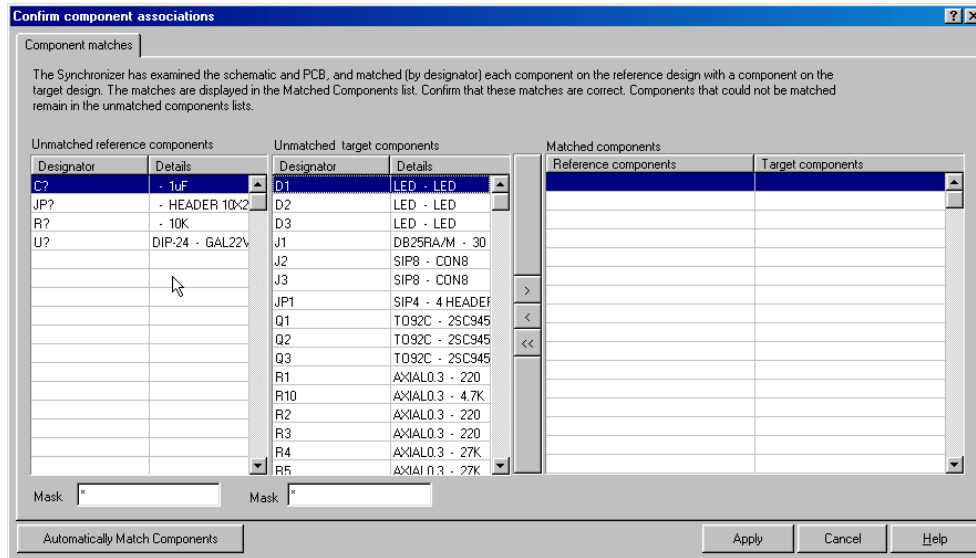 Confirm component associations
Component matches
The Synchronizer has examined the schematic and PCB, and matched (by designator) each component on the reference design with a component on the
target design. The matches are displayed in the Matched Components list. Confirm that these matches are correct. Components that could not be matched
remain in the unmatched components lists.
Unmatched reference components
Designator Details
C? - 1uF
JP? - HEADER 10X2
R? - 10K
U? DIP-24 - GAL22V
Unmatched target components
Designator Details
D1 LED - LED
D2 LED - LED
D3 LED - LED
J1 DB25RA/M - 30
J2 SIP8 - CON8
J3 SIP8 - CON8
JP1 SIP4 - 4 HEADER
Q1 TO92C - 2SC945
Q2 TO92C - 2SC945
Q3 TO92C - 2SC945
R1 AXIAL0.3 - 220
R10 AXIAL0.3 - 4.7K
R2 AXIAL0.3 - 220
R3 AXIAL0.3 - 220
R4 AXIAL0.3 - 27K
R5 AXIAL0.3 - 27K
>
<
<<
Matched components
Reference components Target components
Mask * Mask *
Automatically Match Components Apply Cancel Help